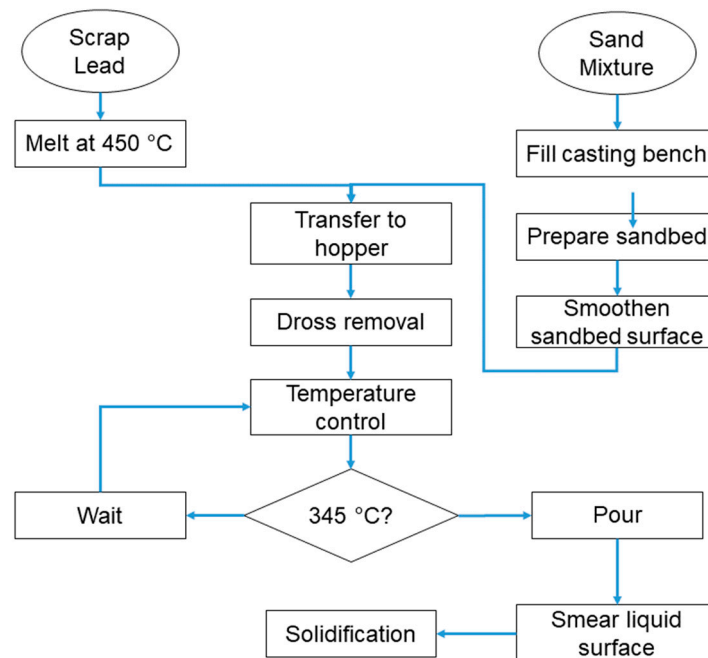 Scrap
Lead
Sand
Mixture
Melt at 450 °C
Fill casting bench
Transfer to
hopper
Prepare sandbed
Dross removal
Smoothen
sandbed surface
Temperature
control
Wait
345 °C?
Pour
Solidification
Smear liquid
surface